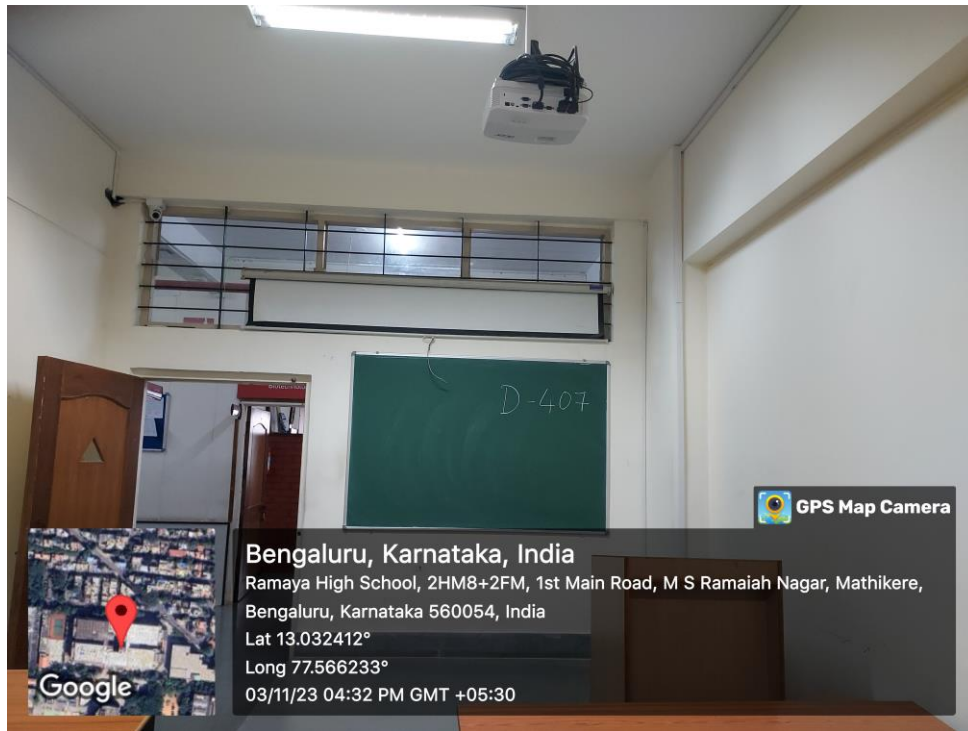 D-407
GPS Map Camera
Bengaluru, Karnataka, India
Ramaya High School, 2HM8+2FM, 1st Main Road, M S Ramaiah Nagar, Mathikere,
Bengaluru, Karnataka 560054, India
Lat 13.032412°
Long 77.566233°
03/11/23 04:32 PM GMT +05:30
Google